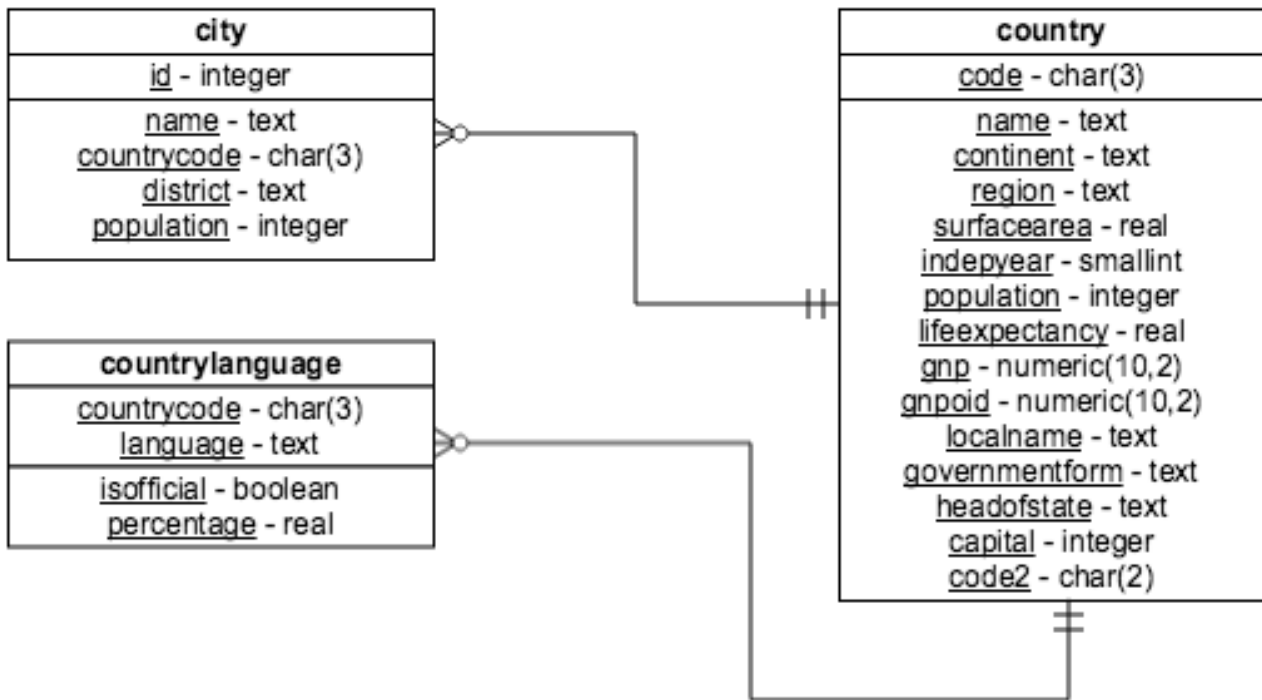 city
id - integer
name - text
countrycode - char(3)
district - text
population - integer
countrylanguage
countrycode - char(3)
language - text
isofficial - boolean
percentage - real
country
code - char(3)
name - text
continent - text
region - text
surfacearea - real
indepyear - smallint
population - integer
lifeexpectancy - real
gnp - numeric(10,2)
gnpoid - numeric(10,2)
localname - text
governmentform - text
headofstate - text
capital - integer
code2 - char(2)